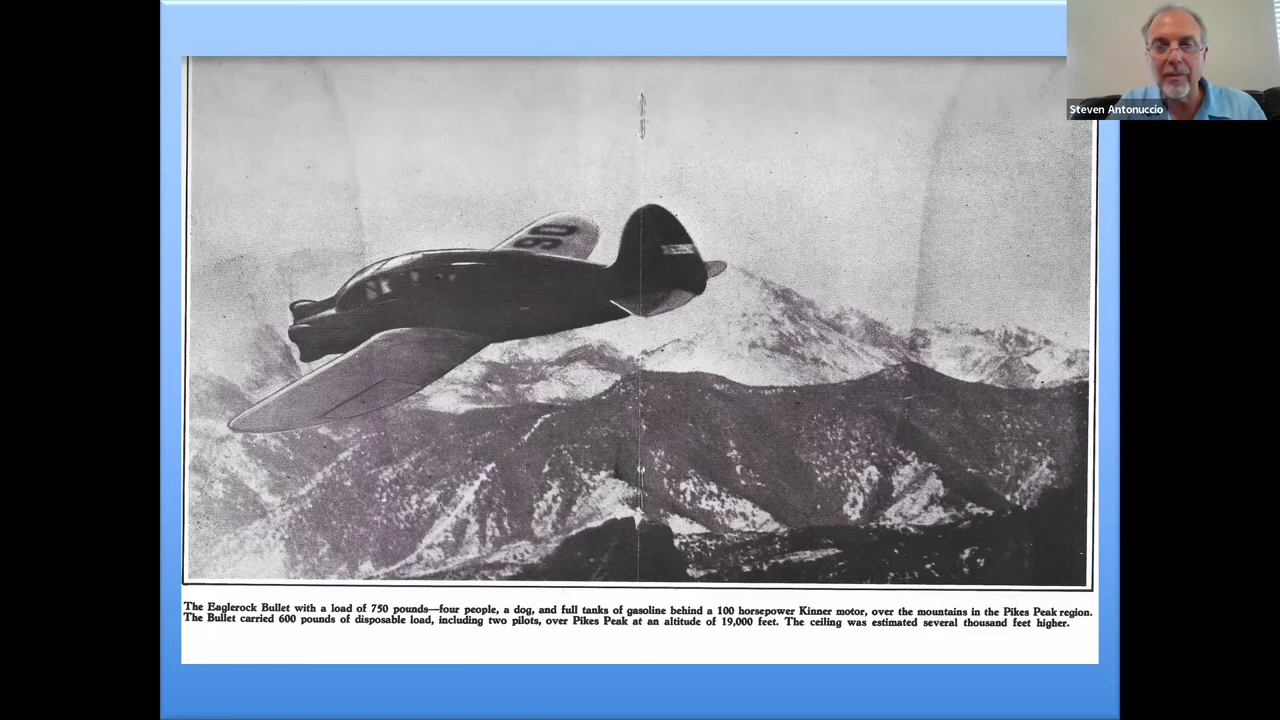 Steven Antonuccio
06
The Eaglerock Bullet with a load of 750 pounds—four people, a dog, and full tanks of gasoline behind a 100 horsepower Kinner motor, over the mountains in the Pikes Peak region.
The Bullet carried 600 pounds of disposable load, including two pilots, over Pikes Peak at an altitude of 19,000 feet. The ceiling was estimated several thousand feet higher.